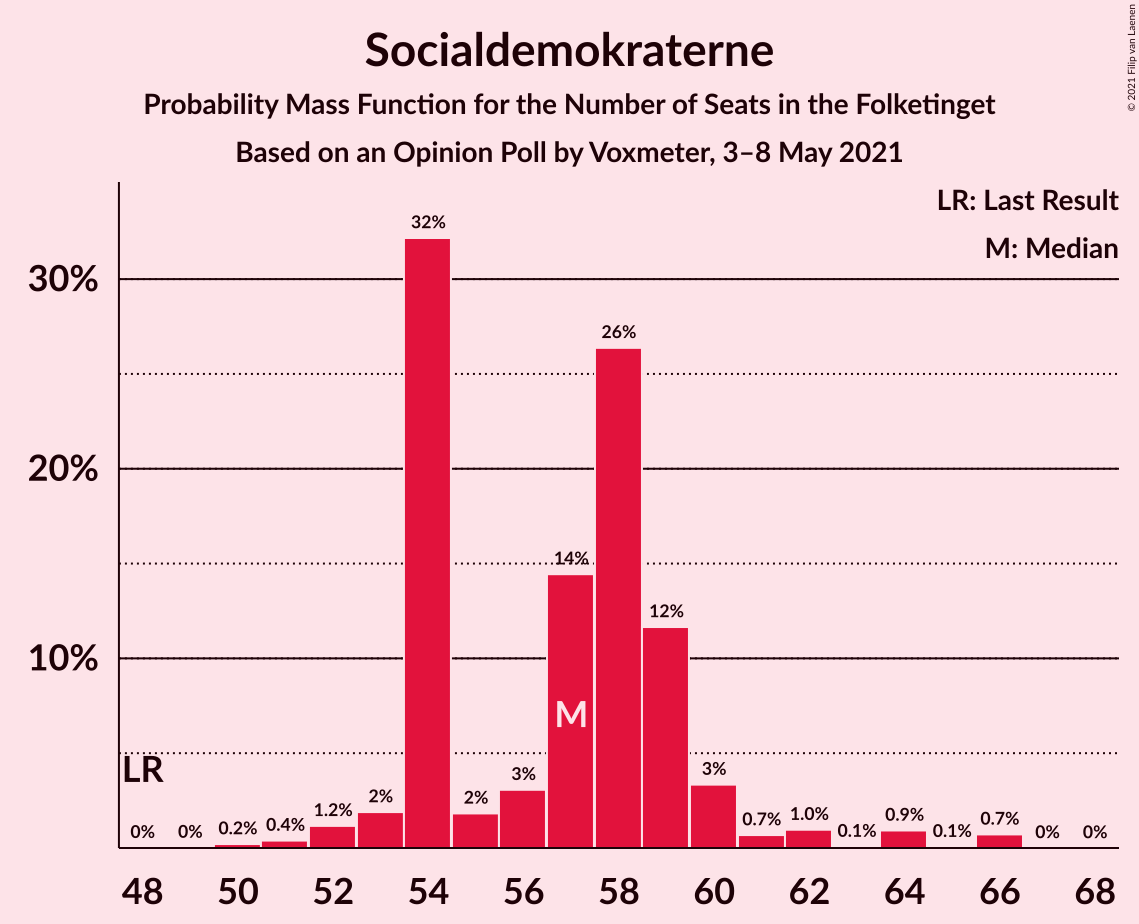 Socialdemokraterne
Probability Mass Function for the Number of Seats in the Folketinget
Based on an Opinion Poll by Voxmeter, 3–8 May 2021
© 2021 Filip van Laenen
LR: Last Result
M: Median
30%
20%
10%
0%
0%
0.2%
0.4%
1.2%
2%
32%
2%
3%
14%
26%
12%
3%
0.7%
1.0%
0.1%
0.9%
0.1%
0.7%
0%
0%
LR
M
48 50 52 54 56 58 60 62 64 66 68